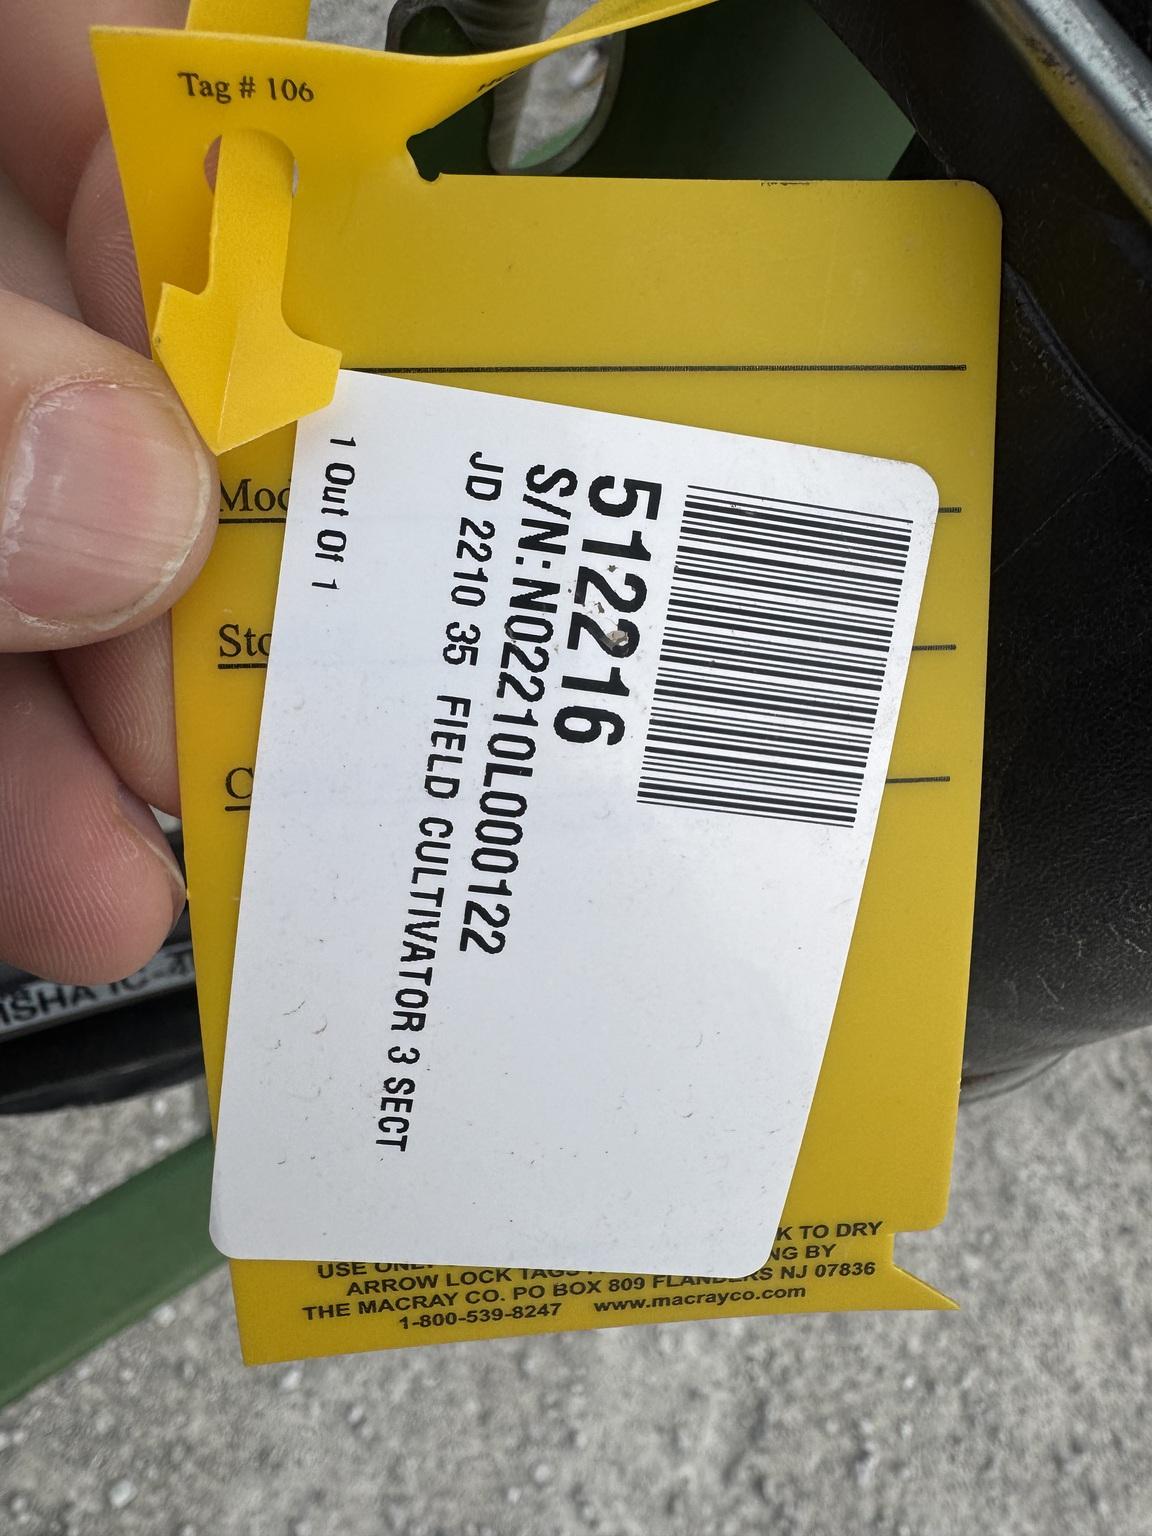 Tag # 106
512216
S/N:N02210L000122
JD 2210 35 FIELD CULTIVATOR 3 SECT
1 Out Of 1
K TO DRY
NG BY
USE ONL
ARROW LOCK TAGS
THE MACRAY CO. PO BOX 809 FLANDERS NJ 07836
1-800-539-8247 www.macrayco.com